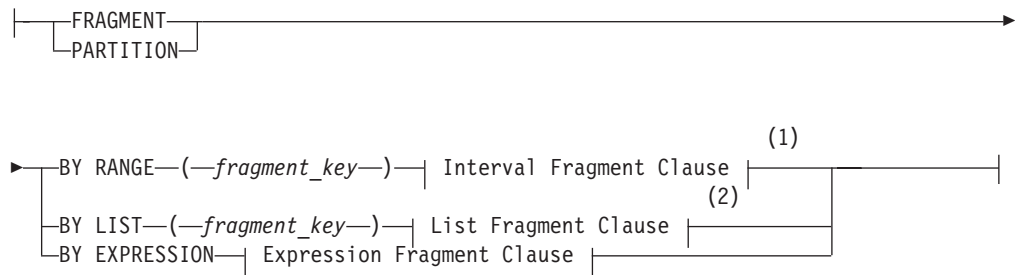 FRAGMENT
PARTITION
(1)
BY RANGE ( fragment_key ) Interval Fragment Clause
(2)
BY LIST ( fragment_key ) List Fragment Clause
BY EXPRESSION Expression Fragment Clause